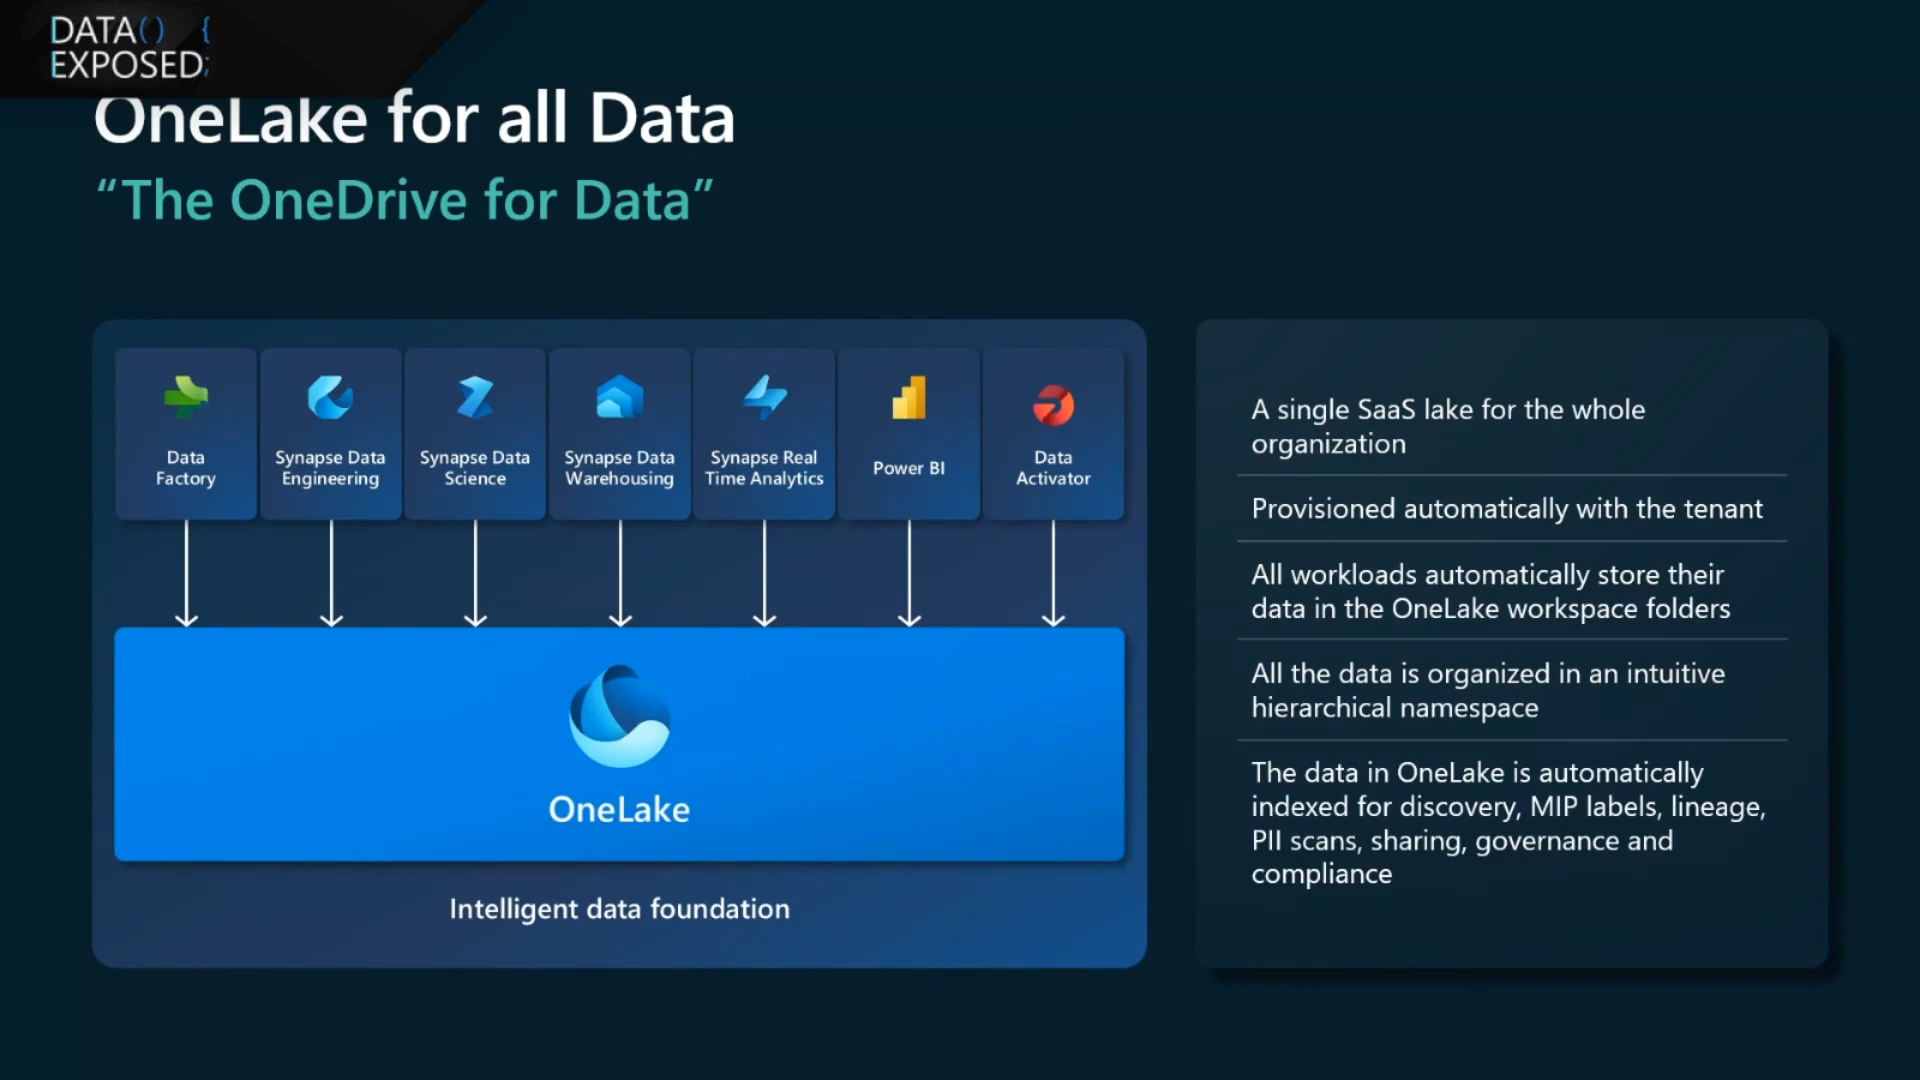 DATA() {
EXPOSED;
OneLake for all Data
“The OneDrive for Data”
Data
Factory
Synapse Data
Engineering
Synapse Data
Science
Synapse Data
Warehousing
Synapse Real
Time Analytics
Power BI
Data
Activator
OneLake
Intelligent data foundation
A single SaaS lake for the whole
organization
Provisioned automatically with the tenant
All workloads automatically store their
data in the OneLake workspace folders
All the data is organized in an intuitive
hierarchical namespace
The data in OneLake is automatically
indexed for discovery, MIP labels, lineage,
PII scans, sharing, governance and
compliance